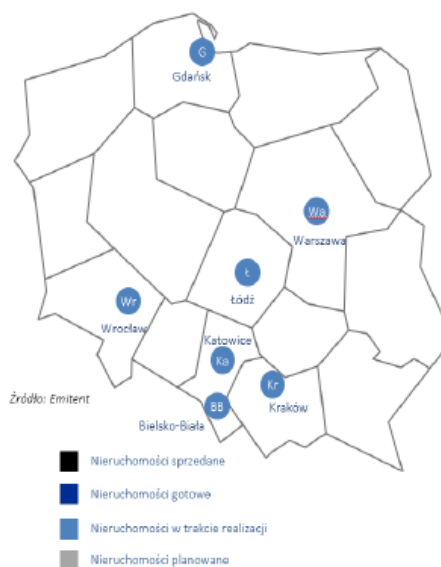 G
Gdańsk
Wa
Warszawa
Ł
Łódź
Wr
Wrocław
Katowice
Ka
Kr
Kraków
BB
Bielsko-Biała
Źródło: Emitent
Nieruchomości sprzedane
Nieruchomości gotowe
Nieruchomości w trakcie realizacji
Nieruchomości planowane